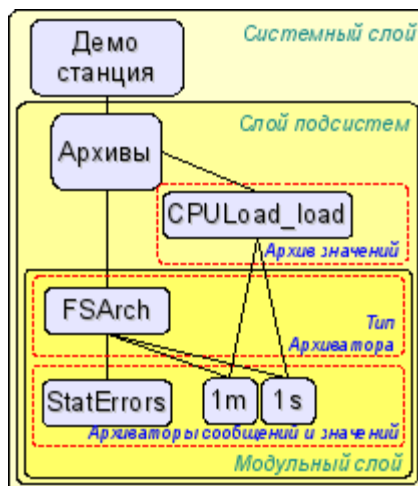 Демо
станция
Системный слой
Слой подсистем
Архивы
CPULoad_load
Архив значений
FSArch
Тип
Архиватора
StatErrors
1m
1s
Архиваторы сообщений и значений
Модульный слой